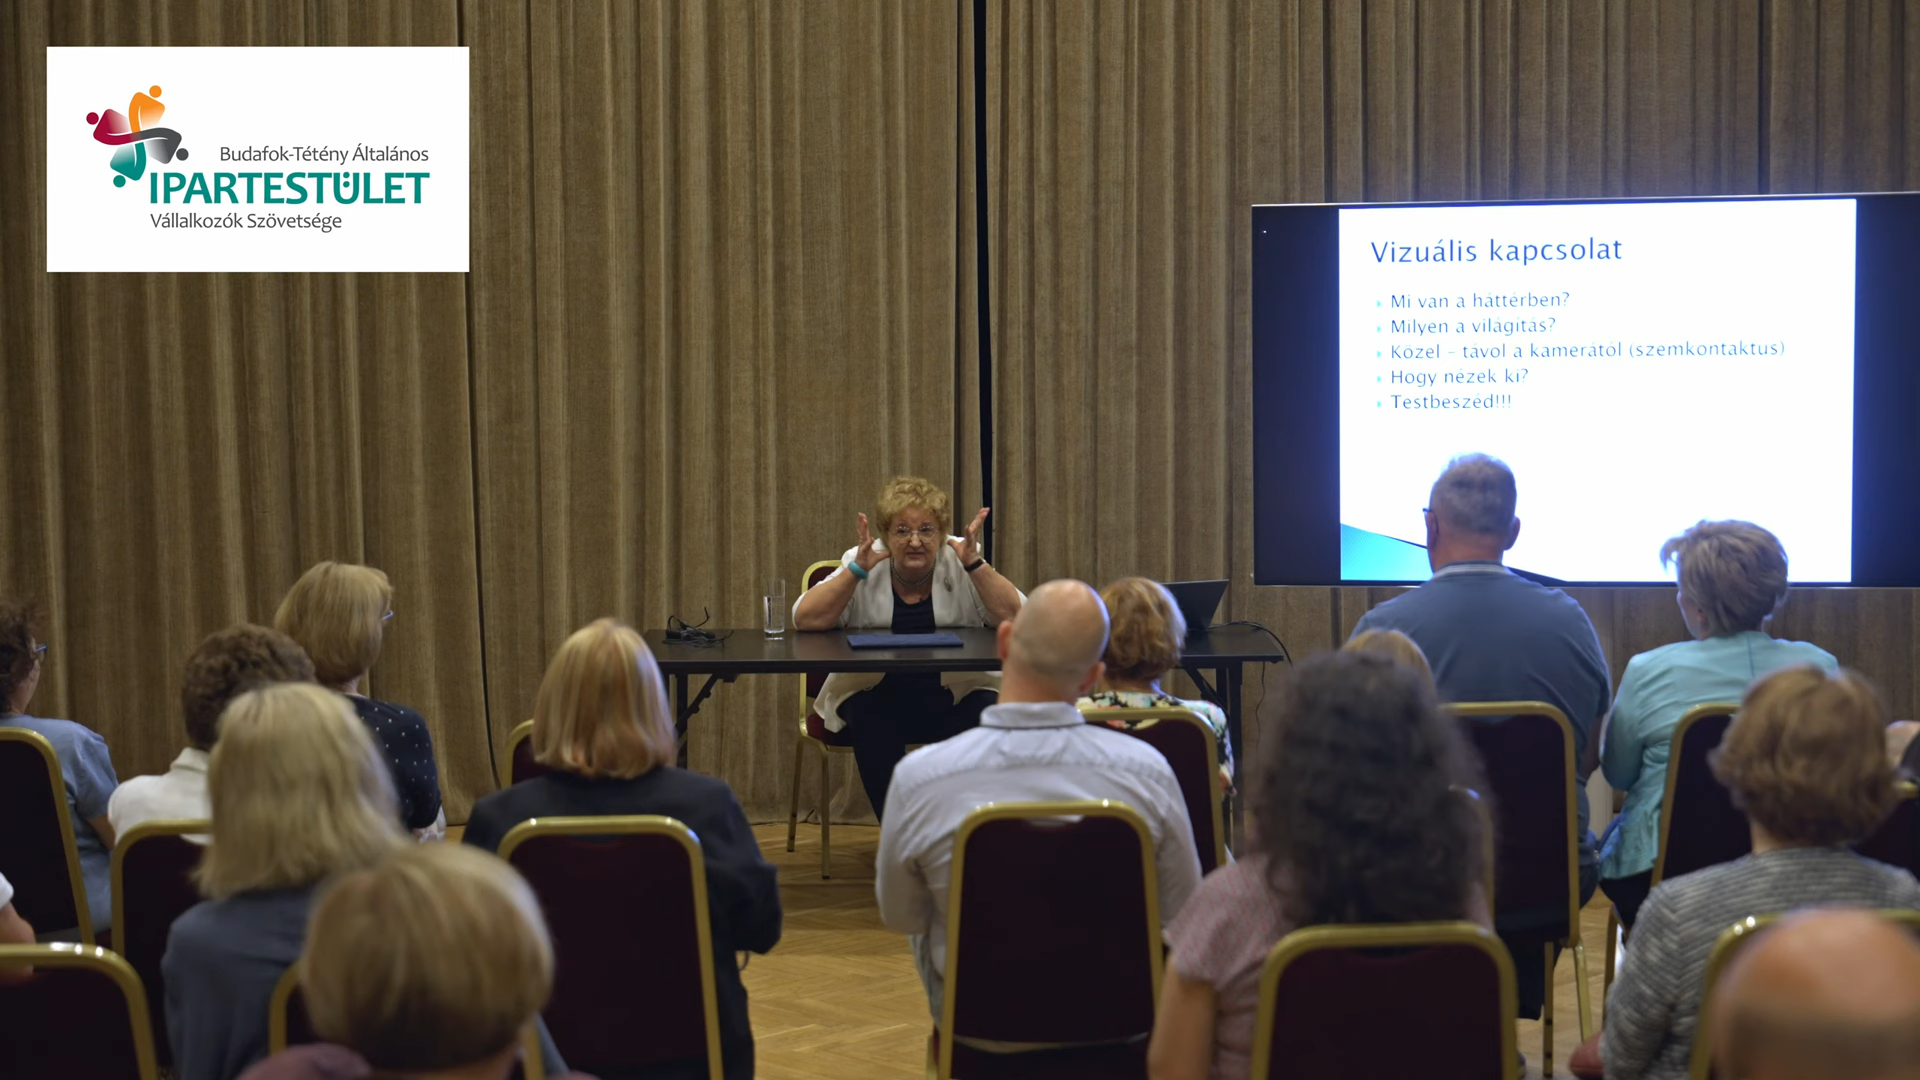 Budafok-Tétény Általános
IPARTESTÜLET
Vállalkozók Szövetsége
Vizuális kapcsolat
Mi van a háttérben?
Milyen a világítás?
Közel – távol a kamerától (szemkontaktus)
Hogy nézek ki?
Testbeszéd!!!